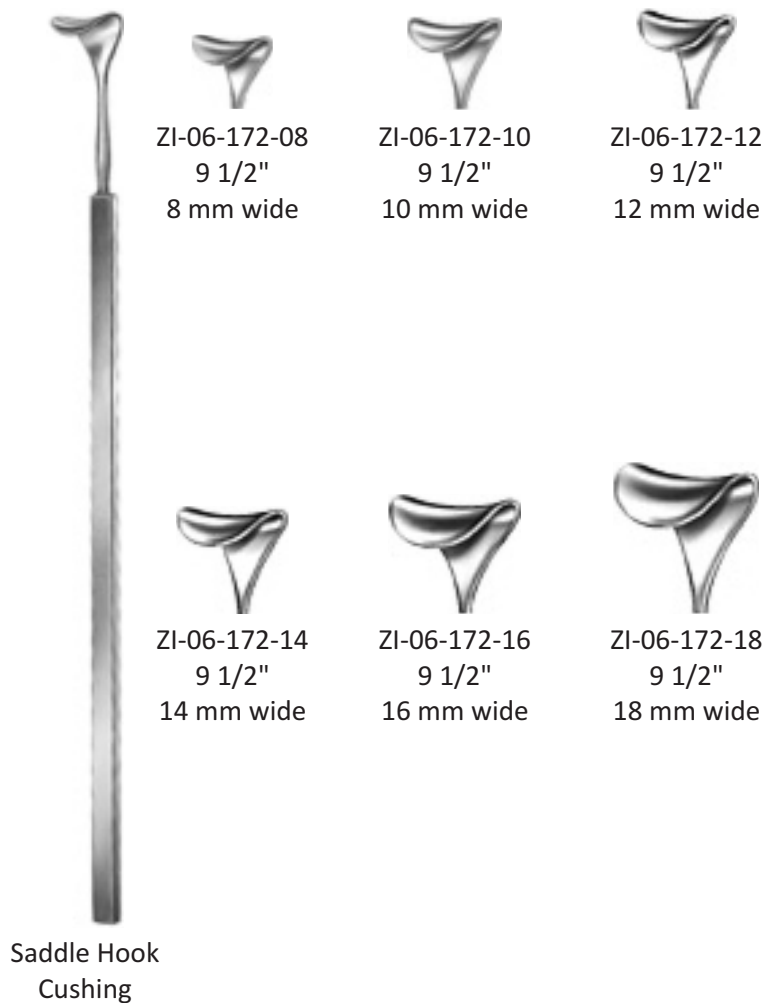 ZI-06-172-08
9 1/2"
8 mm wide
ZI-06-172-10
9 1/2"
10 mm wide
ZI-06-172-12
9 1/2"
12 mm wide
ZI-06-172-14
9 1/2"
14 mm wide
ZI-06-172-16
9 1/2"
16 mm wide
ZI-06-172-18
9 1/2"
18 mm wide
Saddle Hook
Cushing